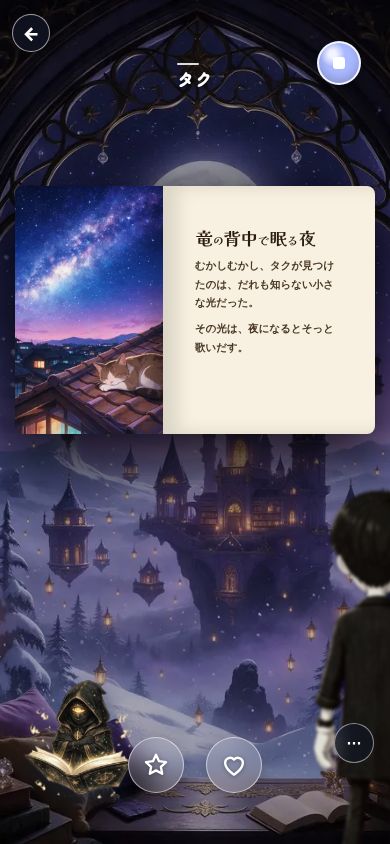 タク
竜の背中で眠る夜
むかしむかし、タクが見つけ
たのは、だれも知らない小さ
な光だった。
その光は、夜になるとそっと
歌いだす。